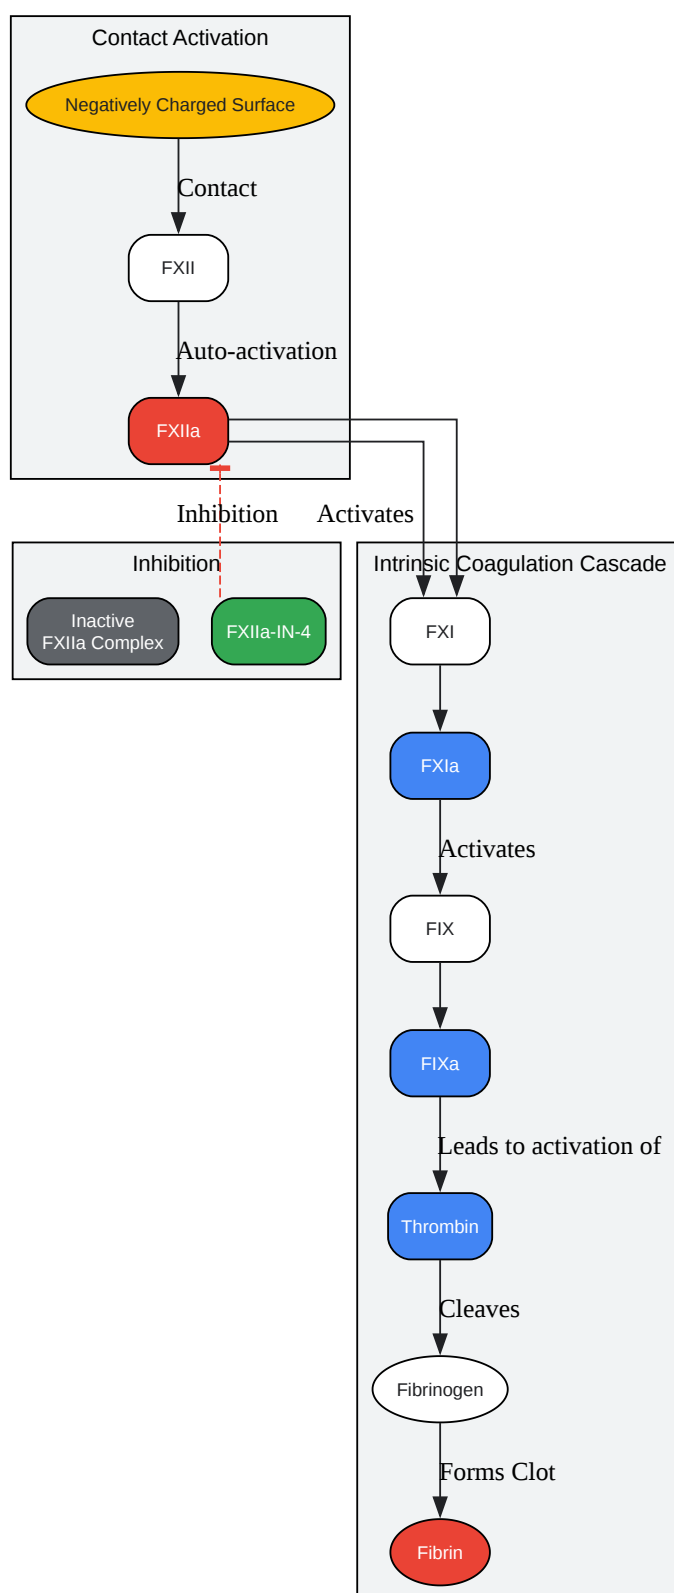 Contact Activation
Negatively Charged Surface
Contact
FXII
Auto-activation
FXIIa
Inhibition
Activates
Inhibition
Inactive
FXIIa Complex
FXIIa-IN-4
Intrinsic Coagulation Cascade
FXI
FXIa
Activates
FIX
FIXa
Leads to activation of
Thrombin
Cleaves
Fibrinogen
Forms Clot
Fibrin